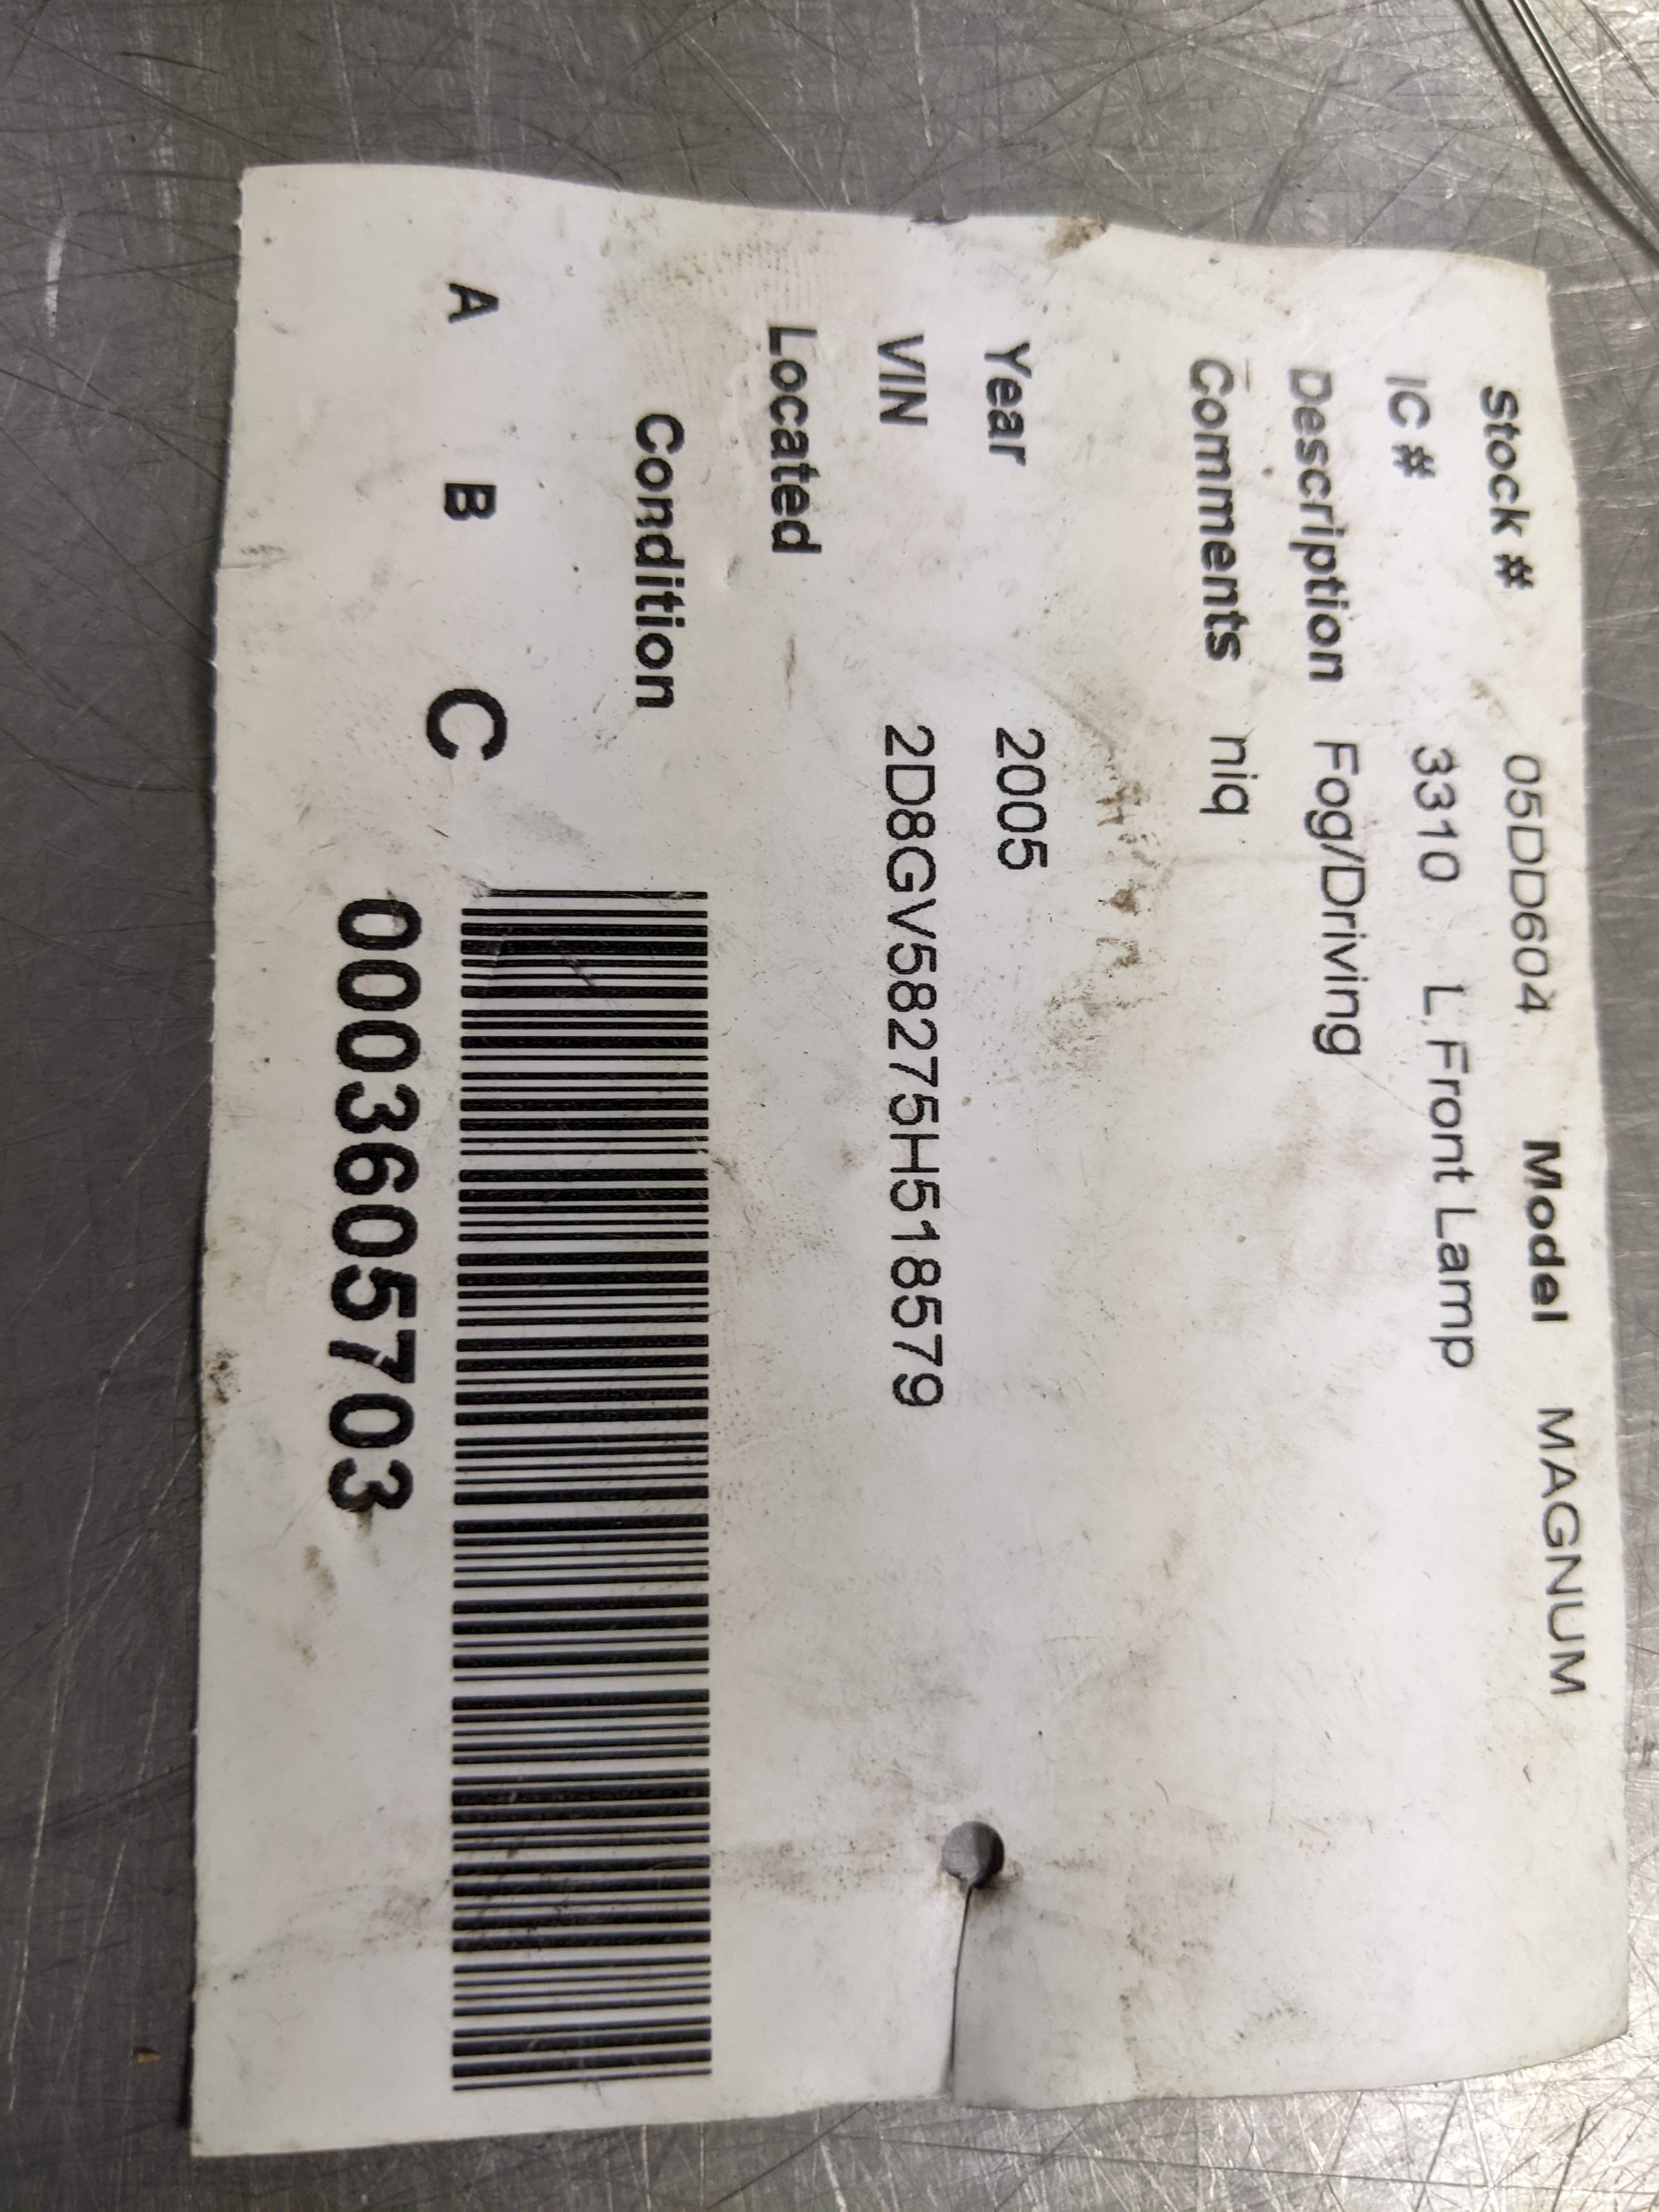 Stock # 05DD604 Model MAGNUM
IC # 3310 L Front Lamp
Description Fog/Driving
Comments niq
Year 2005
VIN 2D8GV58275H518579
Located
Condition
A B C
0003605703